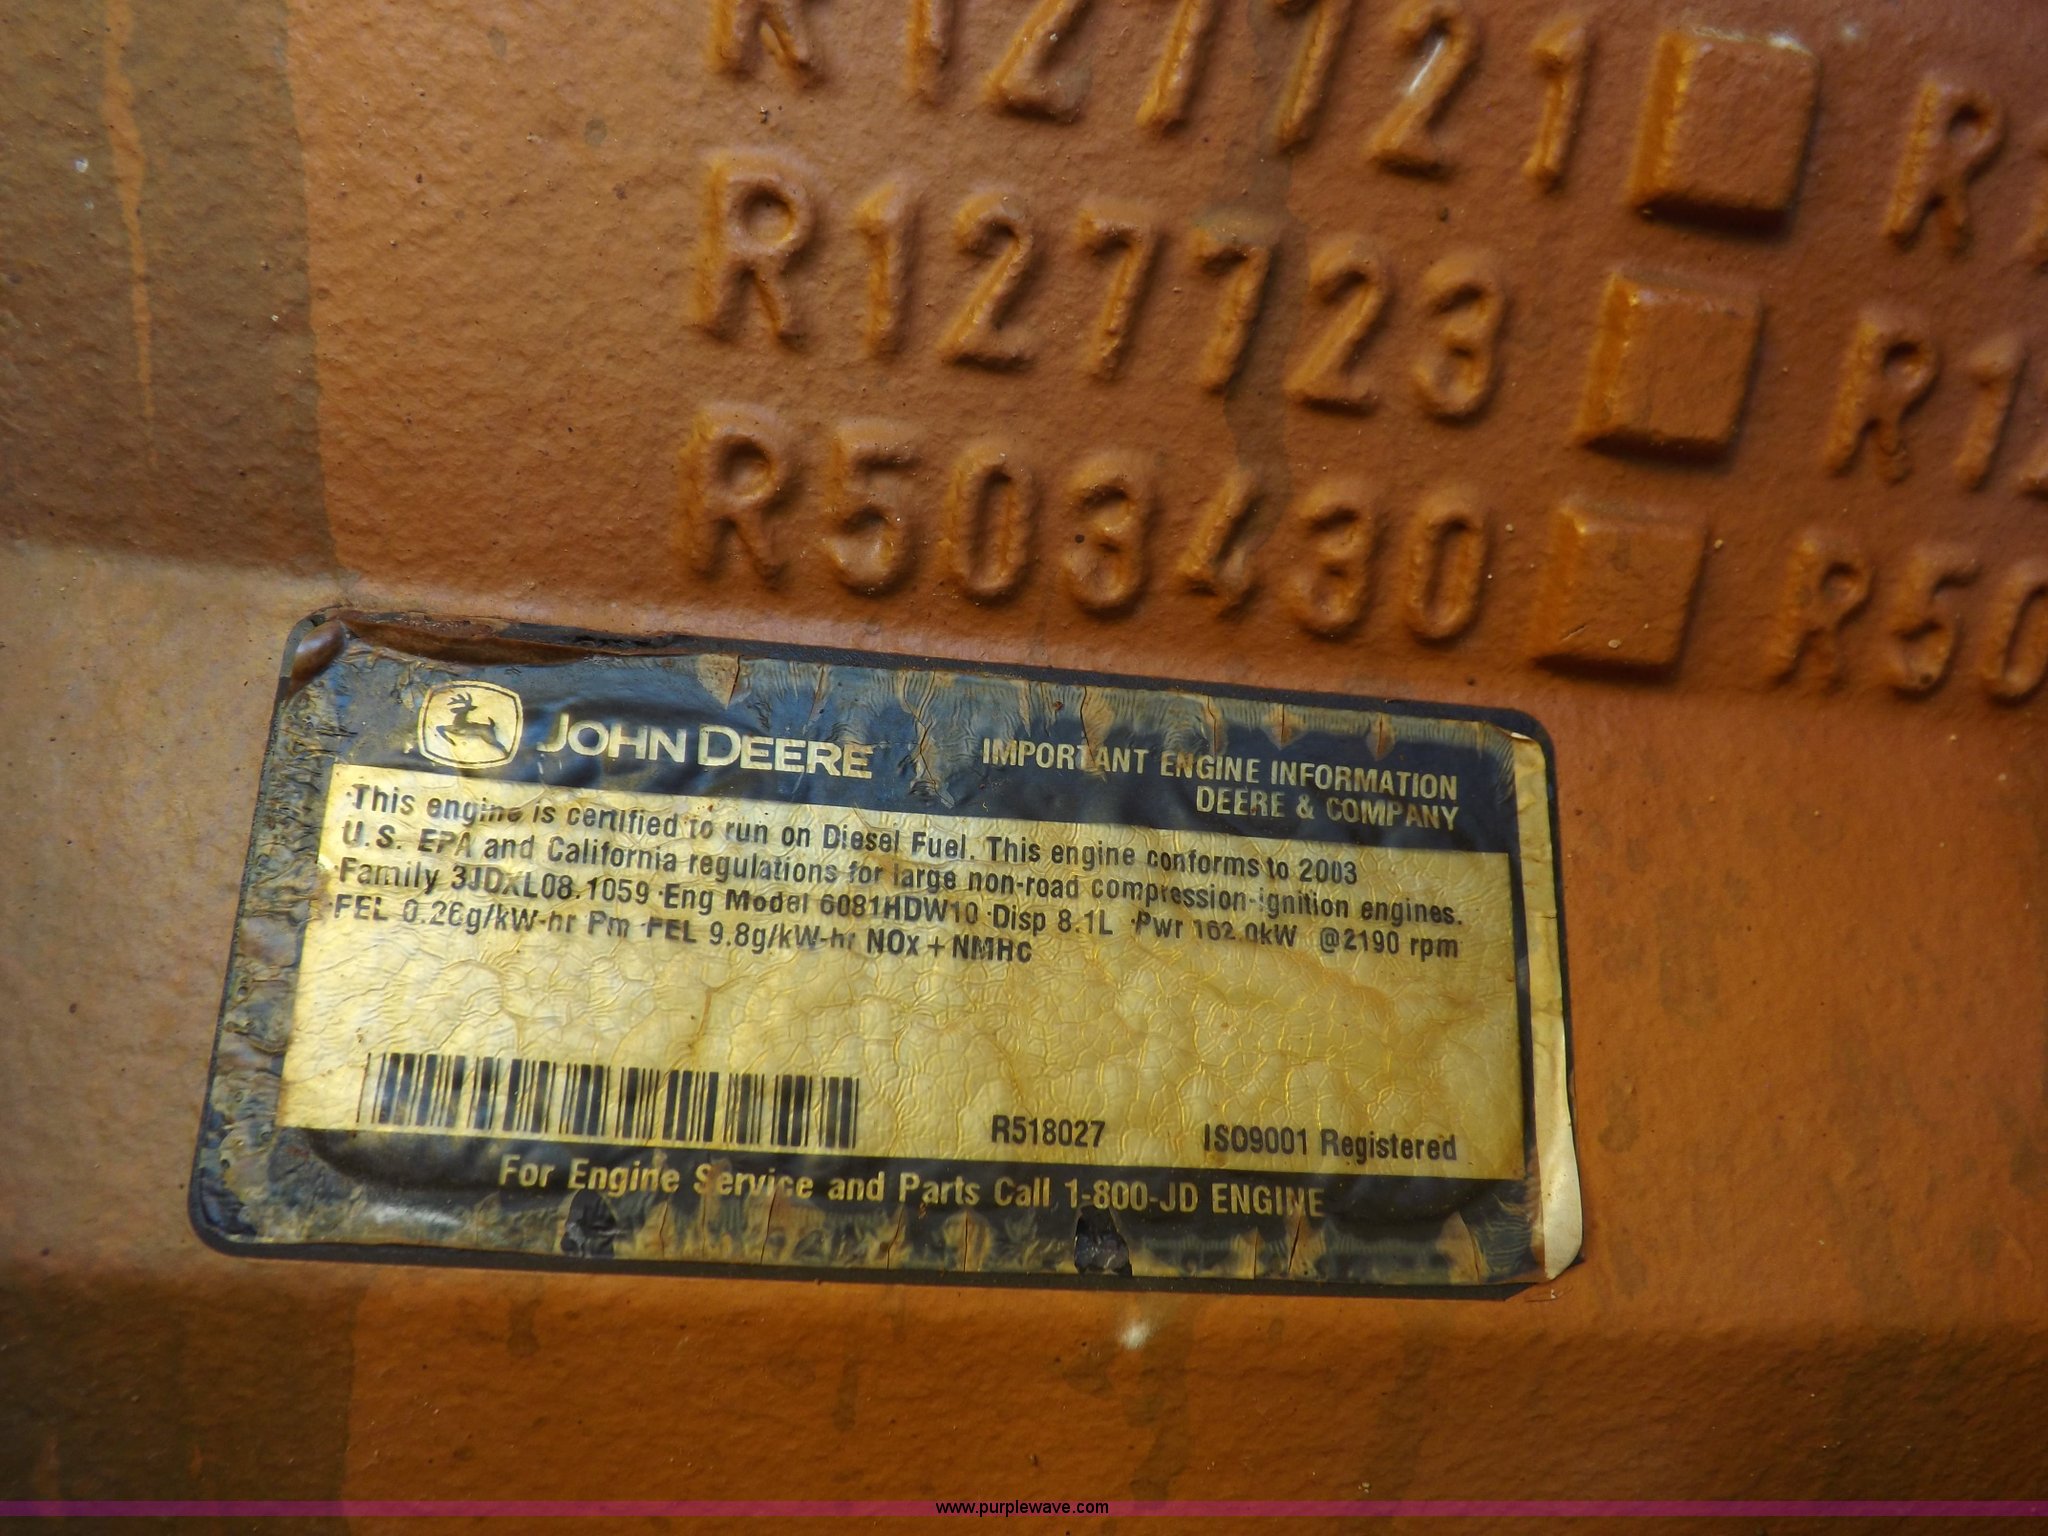 R127721 R1
R127723 R12
R503430 R50
JOHN DEERE
IMPORTANT ENGINE INFORMATION
DEERE & COMPANY
·This engine is certified to run on Diesel Fuel. This engine conforms to 2003
U.S. EPA and California regulations for large non-road compression-ignition engines.
·Family 3JDXL08.1059 ·Eng Model 6081HDW10 ·Disp 8.1L ·Pwr 162.0kW @2190 rpm
·FEL 0.26g/kW-hr Pm ·FEL 9.8g/kW-hr NOx + NMHC
R518027 ISO9001 Registered
For Engine Service and Parts Call 1-800-JD ENGINE
www.purplewave.com